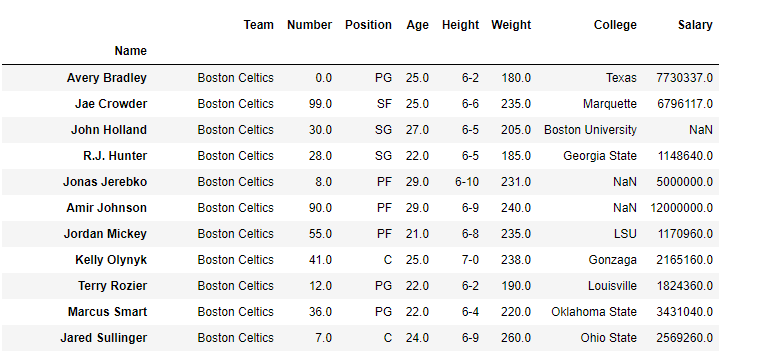 Team Number Position Age Height Weight College Salary
Name
Avery Bradley Boston Celtics 0.0 PG 25.0 6-2 180.0 Texas 7730337.0
Jae Crowder Boston Celtics 99.0 SF 25.0 6-6 235.0 Marquette 6796117.0
John Holland Boston Celtics 30.0 SG 27.0 6-5 205.0 Boston University NaN
R.J. Hunter Boston Celtics 28.0 SG 22.0 6-5 185.0 Georgia State 1148640.0
Jonas Jerebko Boston Celtics 8.0 PF 29.0 6-10 231.0 NaN 5000000.0
Amir Johnson Boston Celtics 90.0 PF 29.0 6-9 240.0 NaN 12000000.0
Jordan Mickey Boston Celtics 55.0 PF 21.0 6-8 235.0 LSU 1170960.0
Kelly Olynyk Boston Celtics 41.0 C 25.0 7-0 238.0 Gonzaga 2165160.0
Terry Rozier Boston Celtics 12.0 PG 22.0 6-2 190.0 Louisville 1824360.0
Marcus Smart Boston Celtics 36.0 PG 22.0 6-4 220.0 Oklahoma State 3431040.0
Jared Sullinger Boston Celtics 7.0 C 24.0 6-9 260.0 Ohio State 2569260.0